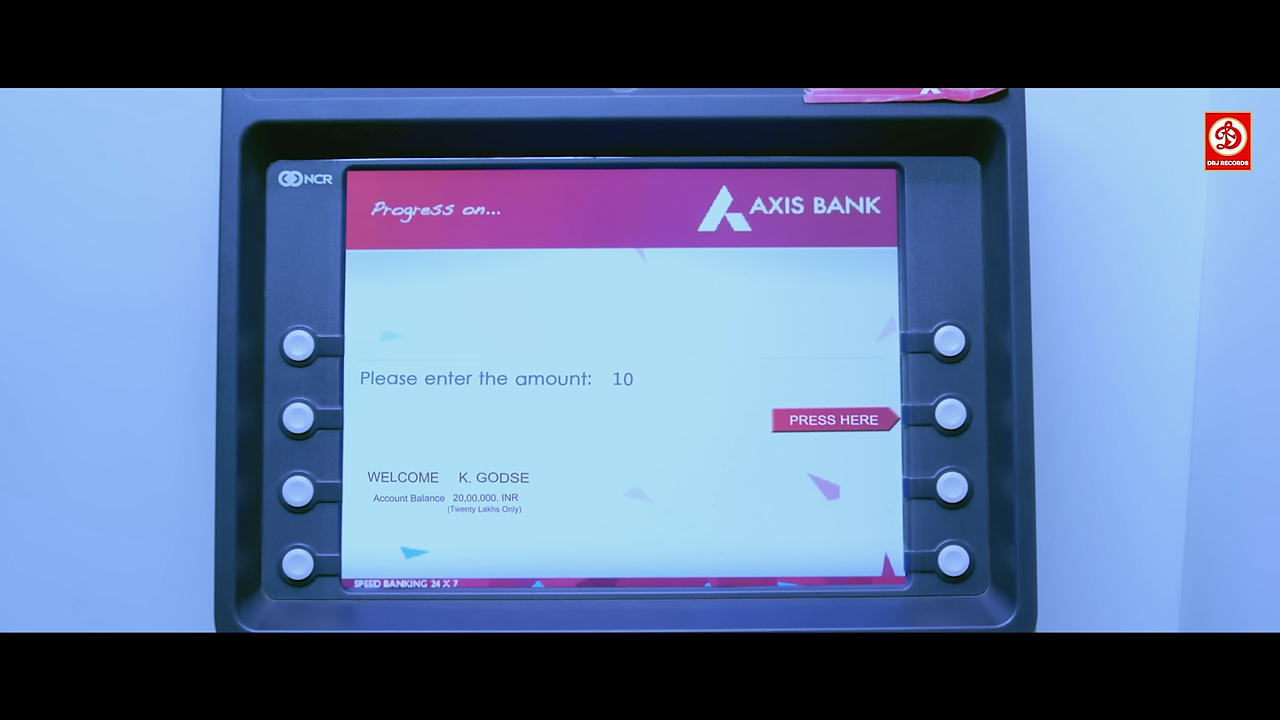 NCR
Progress on...
AXIS BANK
Please enter the amount: 10
PRESS HERE
WELCOME K. GODSE
Account Balance 20,00,000. INR
(Twenty Lakhs Only)
SPEED BANKING 24 X 7
DRJ RECORDS